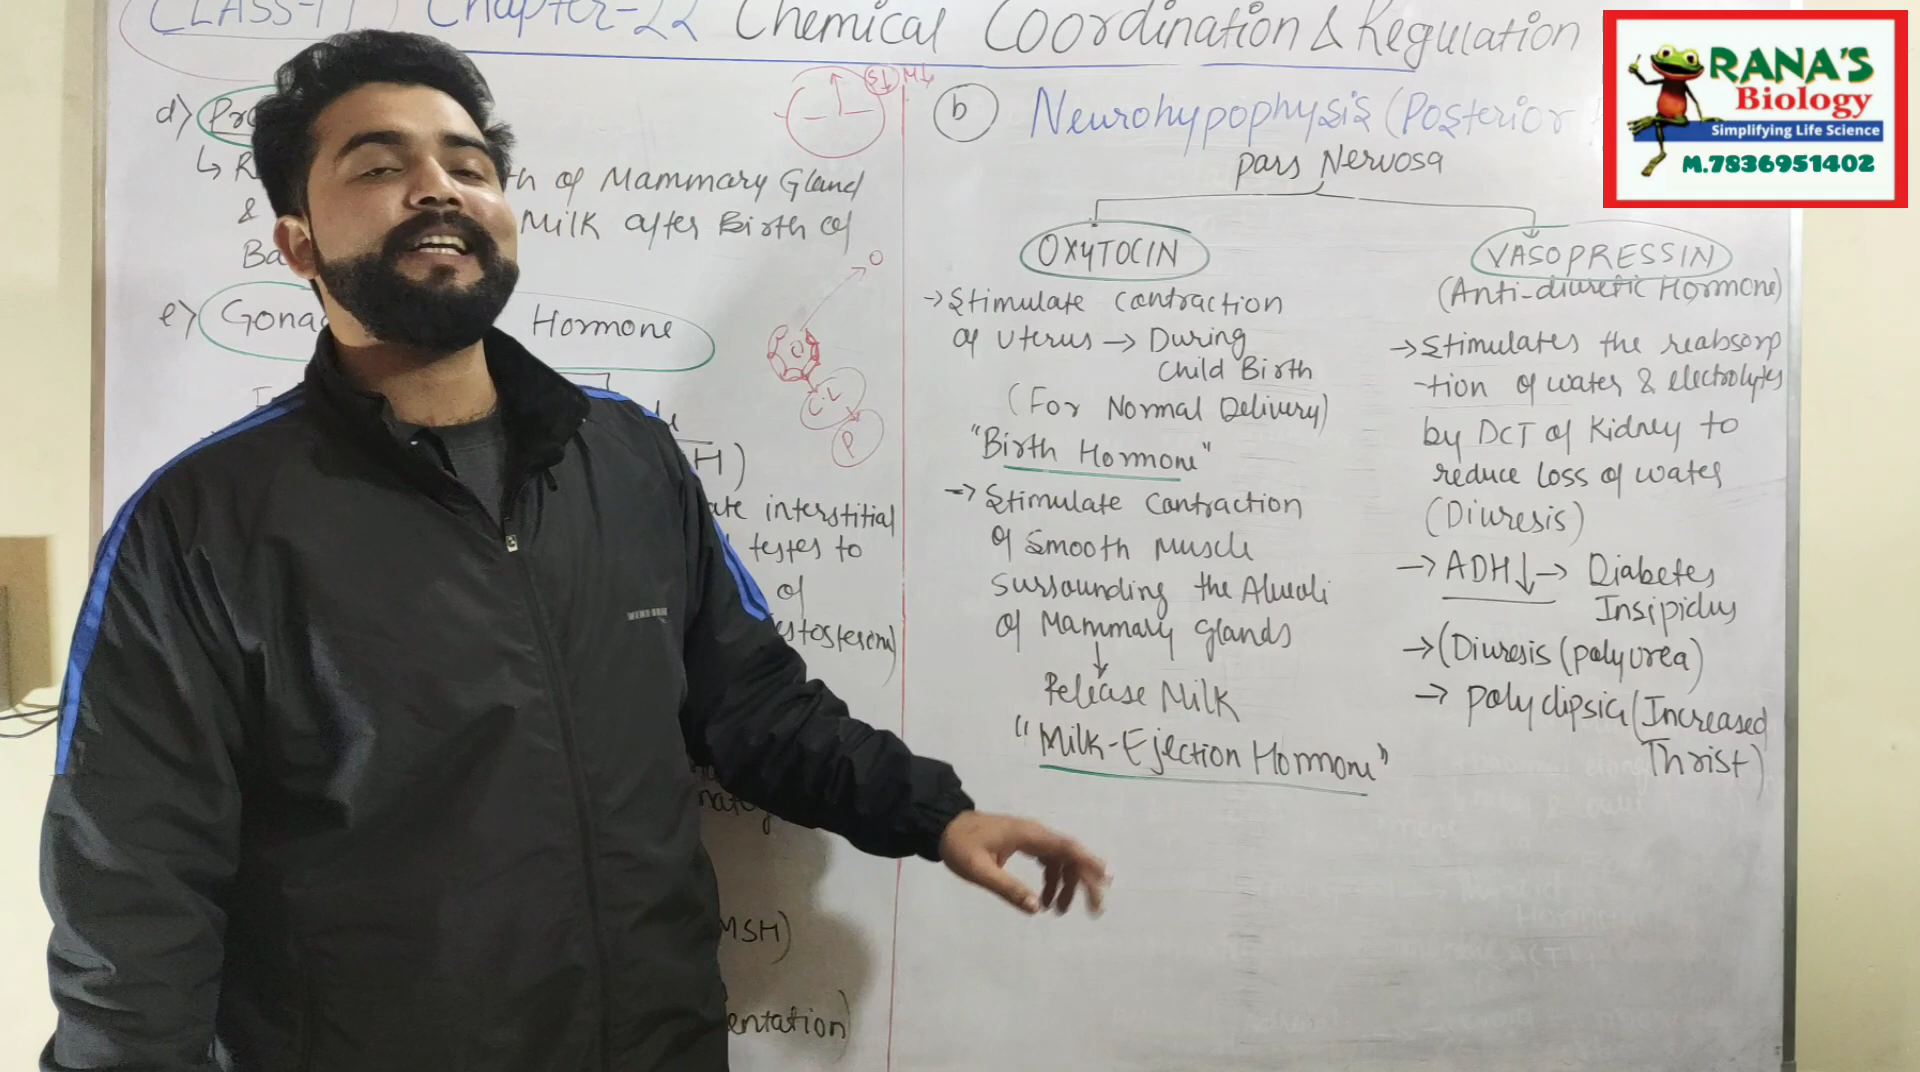 CLASS-11 Chapter-22 Chemical Coordination & Regulation
RANA'S
Biology
Simplifying Life Science
M.7836951402
d)
↳
th of Mammary Gland
&
Milk after Birth of
Ba
e)
Hormone
H)
interstitial
testes to
of
MSH)
entation)
O
C.L
P
b Neurohypophysis (Posterior
pars Nervosa
OXYTOCIN
→ Stimulate contraction
of Uterus → During
Child Birth
(For Normal Delivery)
"Birth Hormone"
→ Stimulate Contraction
of Smooth Muscle
surrounding the Alveoli
of Mammary glands
↓
Release Milk
"Milk-Ejection Hormone"
VASOPRESSIN
(Anti-diuretic Hormone)
→ Stimulates the reabsorp
-tion of water & electrolytes
by DCT of Kidney to
reduce loss of water
(Diuresis)
→ ADH↓ → Diabetes
Insipidus
→ (Diuresis (polyurea)
→ polydipsia (Increased
Thrist)